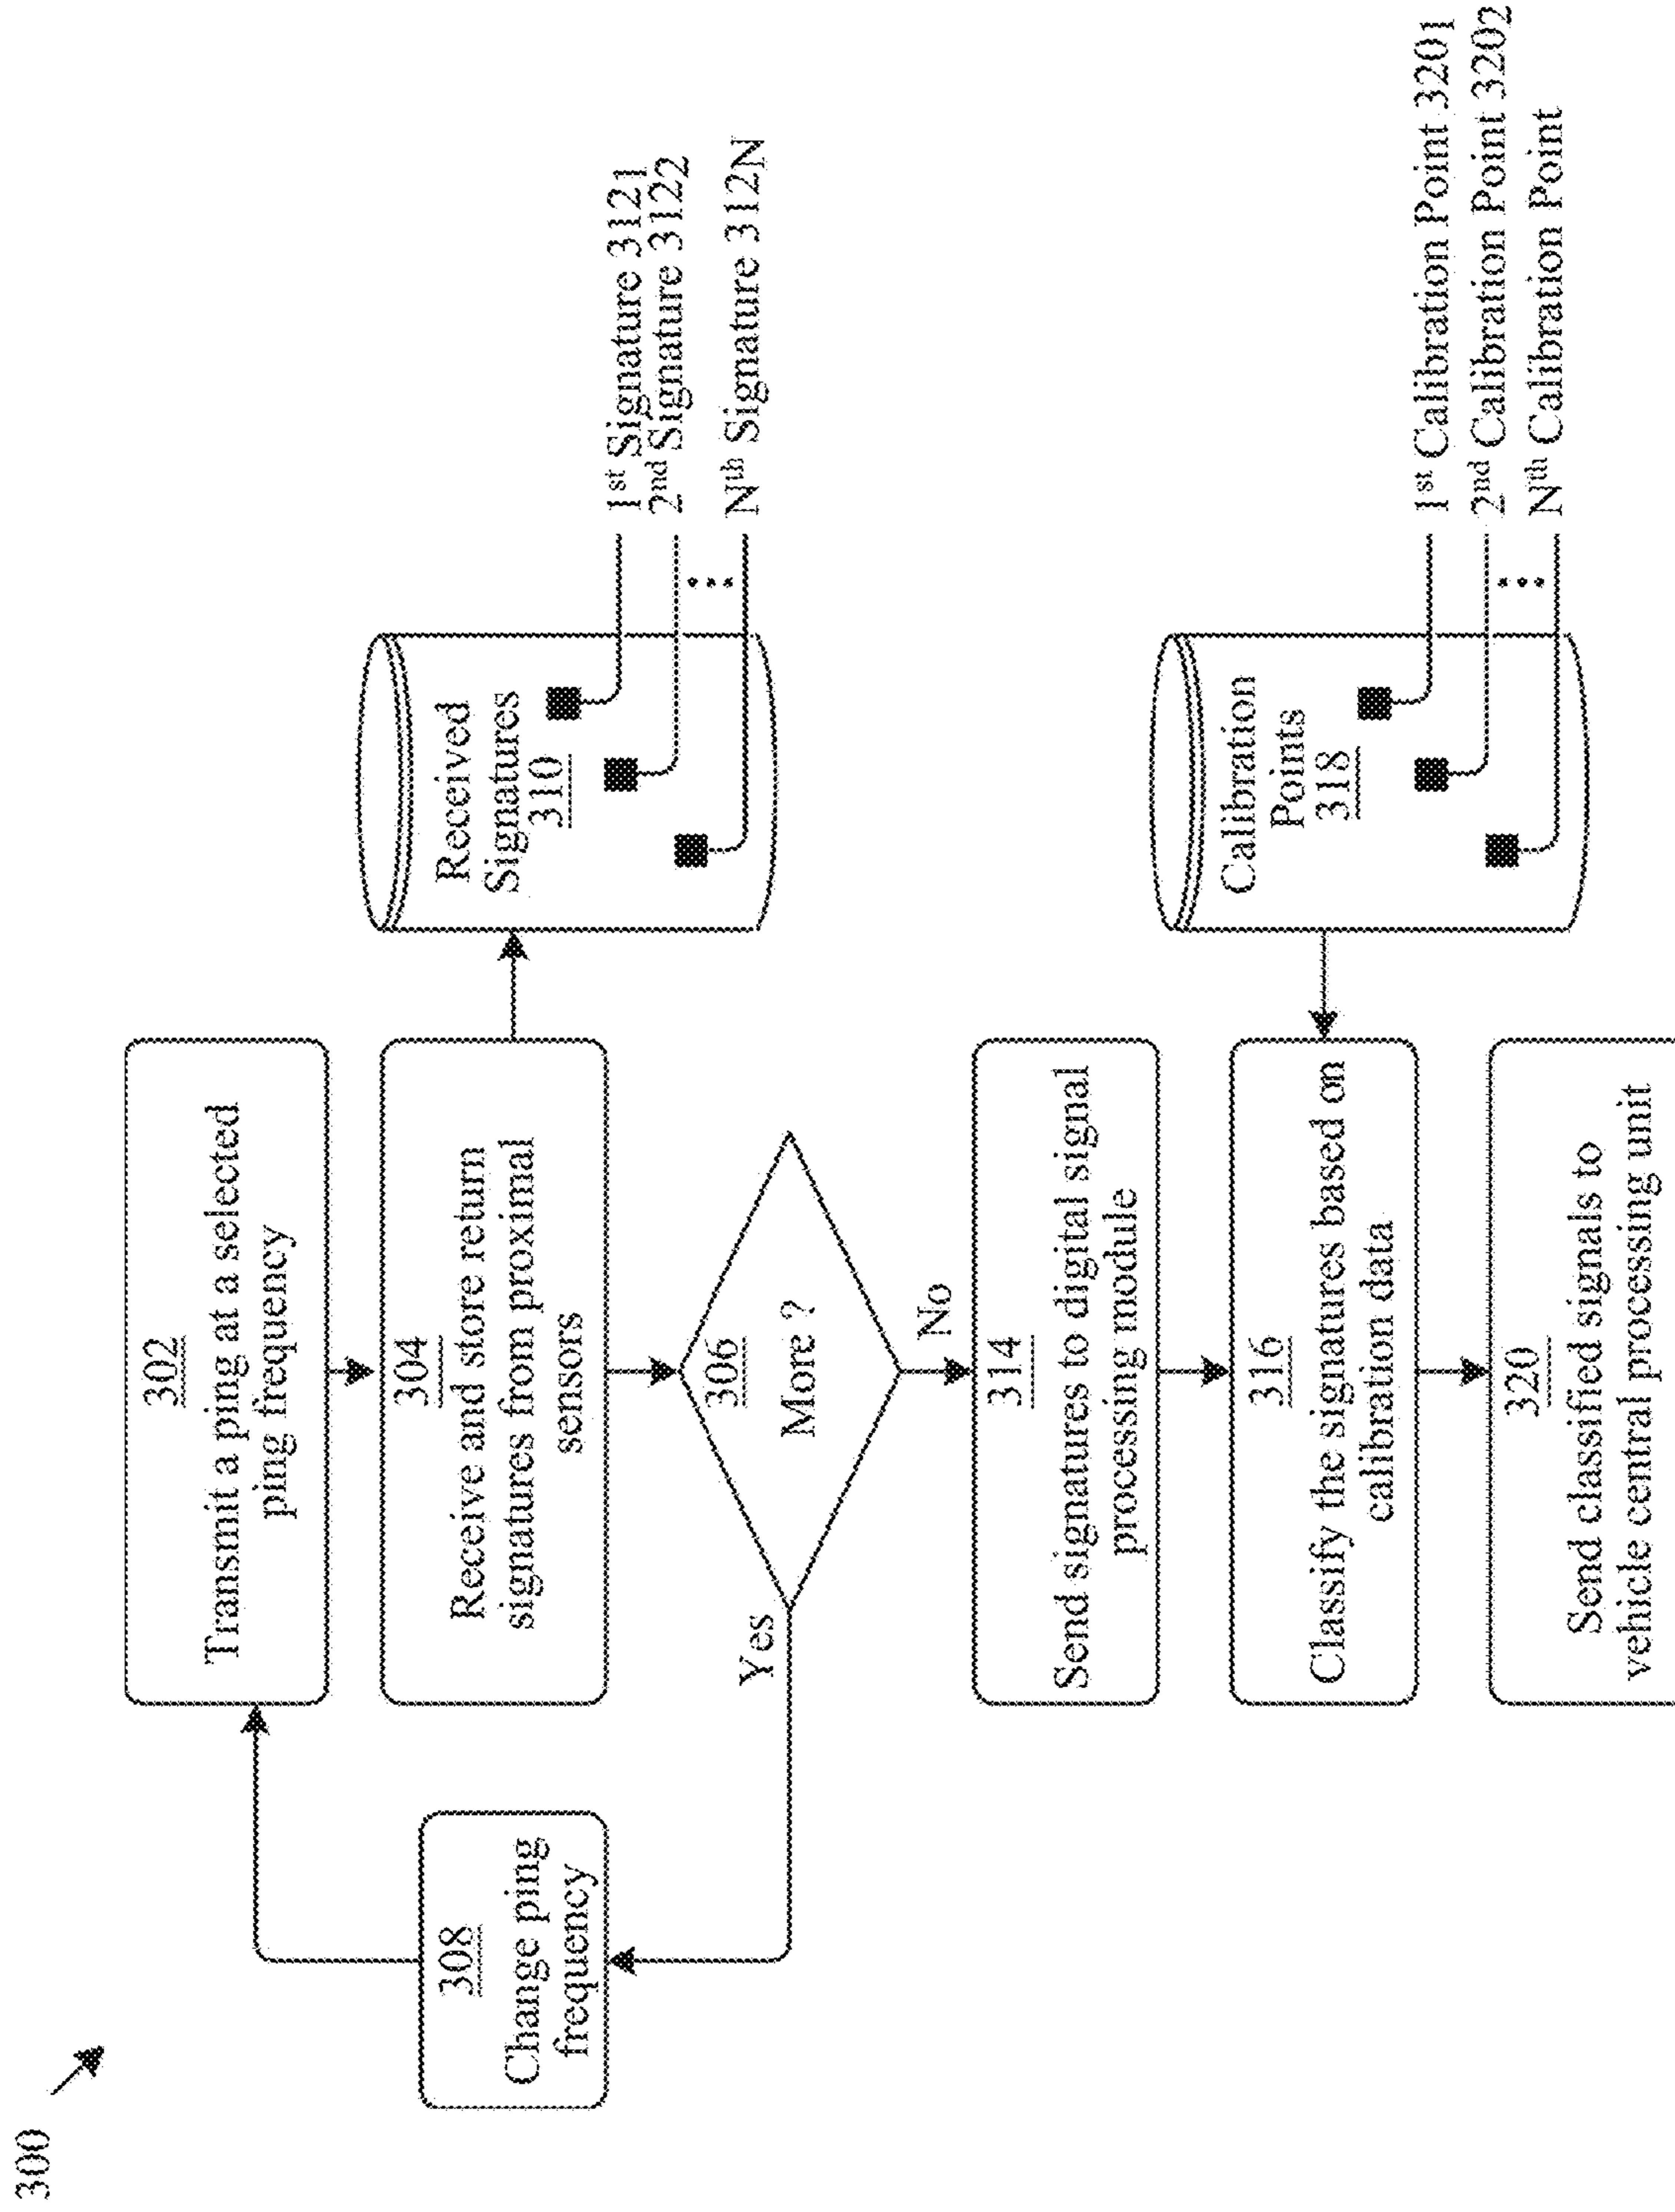 300
302
Transmit a ping at a selected
ping frequency
304
Receive and store return
signatures from proximal
sensors
Received
Signatures
310
1st Signature 3121
2nd Signature 3122
Nth Signature 312N
306
More ?
Yes
No
308
Change ping
frequency
314
Send signatures to digital signal
processing module
316
Classify the signatures based on
calibration data
Calibration
Points
318
1st Calibration Point 3201
2nd Calibration Point 3202
Nth Calibration Point
320
Send classified signals to
vehicle central processing unit